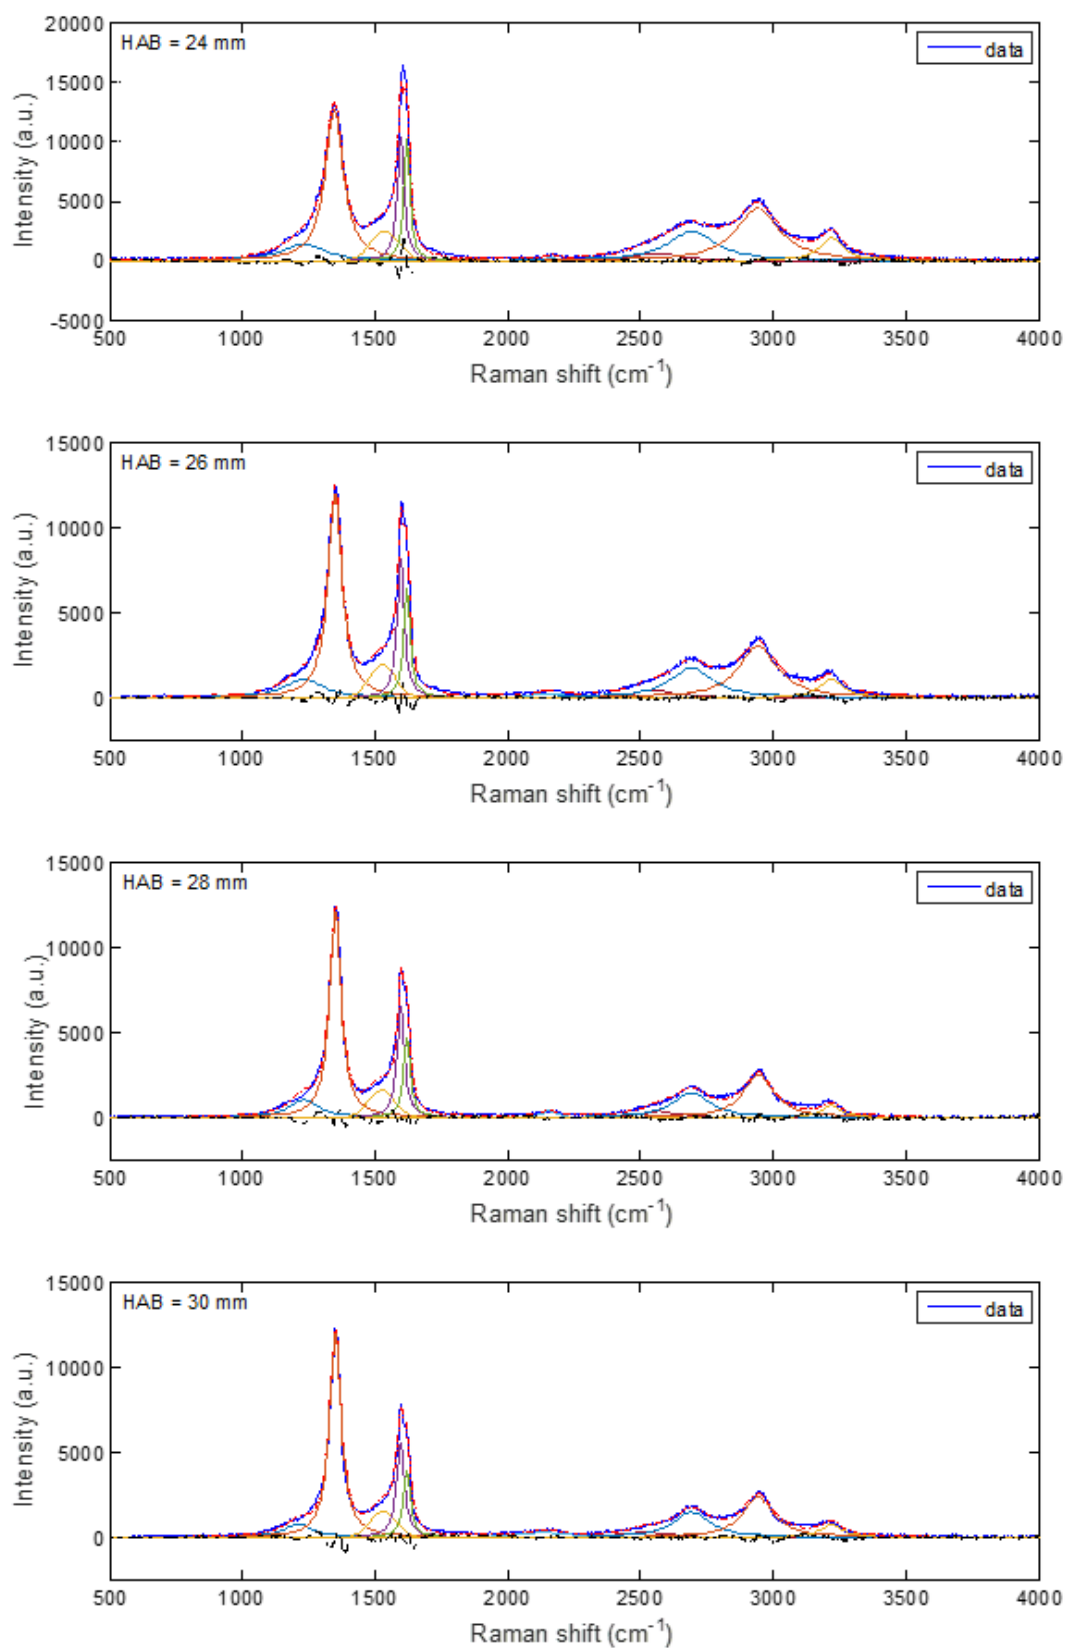 20000
HAB = 24 mm
data
15000
10000
5000
0
-5000
500 1000 1500 2000 2500 3000 3500 4000
Intensity (a.u.)
Raman shift (cm⁻¹)
15000
HAB = 26 mm
data
10000
5000
0
500 1000 1500 2000 2500 3000 3500 4000
Intensity (a.u.)
Raman shift (cm⁻¹)
15000
HAB = 28 mm
data
10000
5000
0
500 1000 1500 2000 2500 3000 3500 4000
Intensity (a.u.)
Raman shift (cm⁻¹)
15000
HAB = 30 mm
data
10000
5000
0
500 1000 1500 2000 2500 3000 3500 4000
Intensity (a.u.)
Raman shift (cm⁻¹)